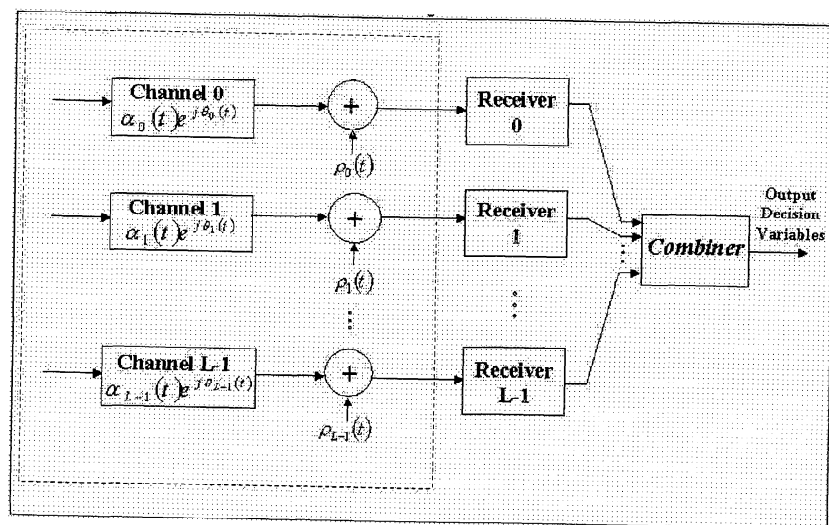 Channel 0
α₀(t)e^{jθ₀(t)}
+
ρ₀(t)
Receiver
0
Channel 1
α₁(t)e^{jθ₁(t)}
+
ρ₁(t)
Receiver
1
Channel L-1
α_{L-1}(t)e^{jθ_{L-1}(t)}
+
ρ_{L-1}(t)
Receiver
L-1
Combiner
Output
Decision
Variables